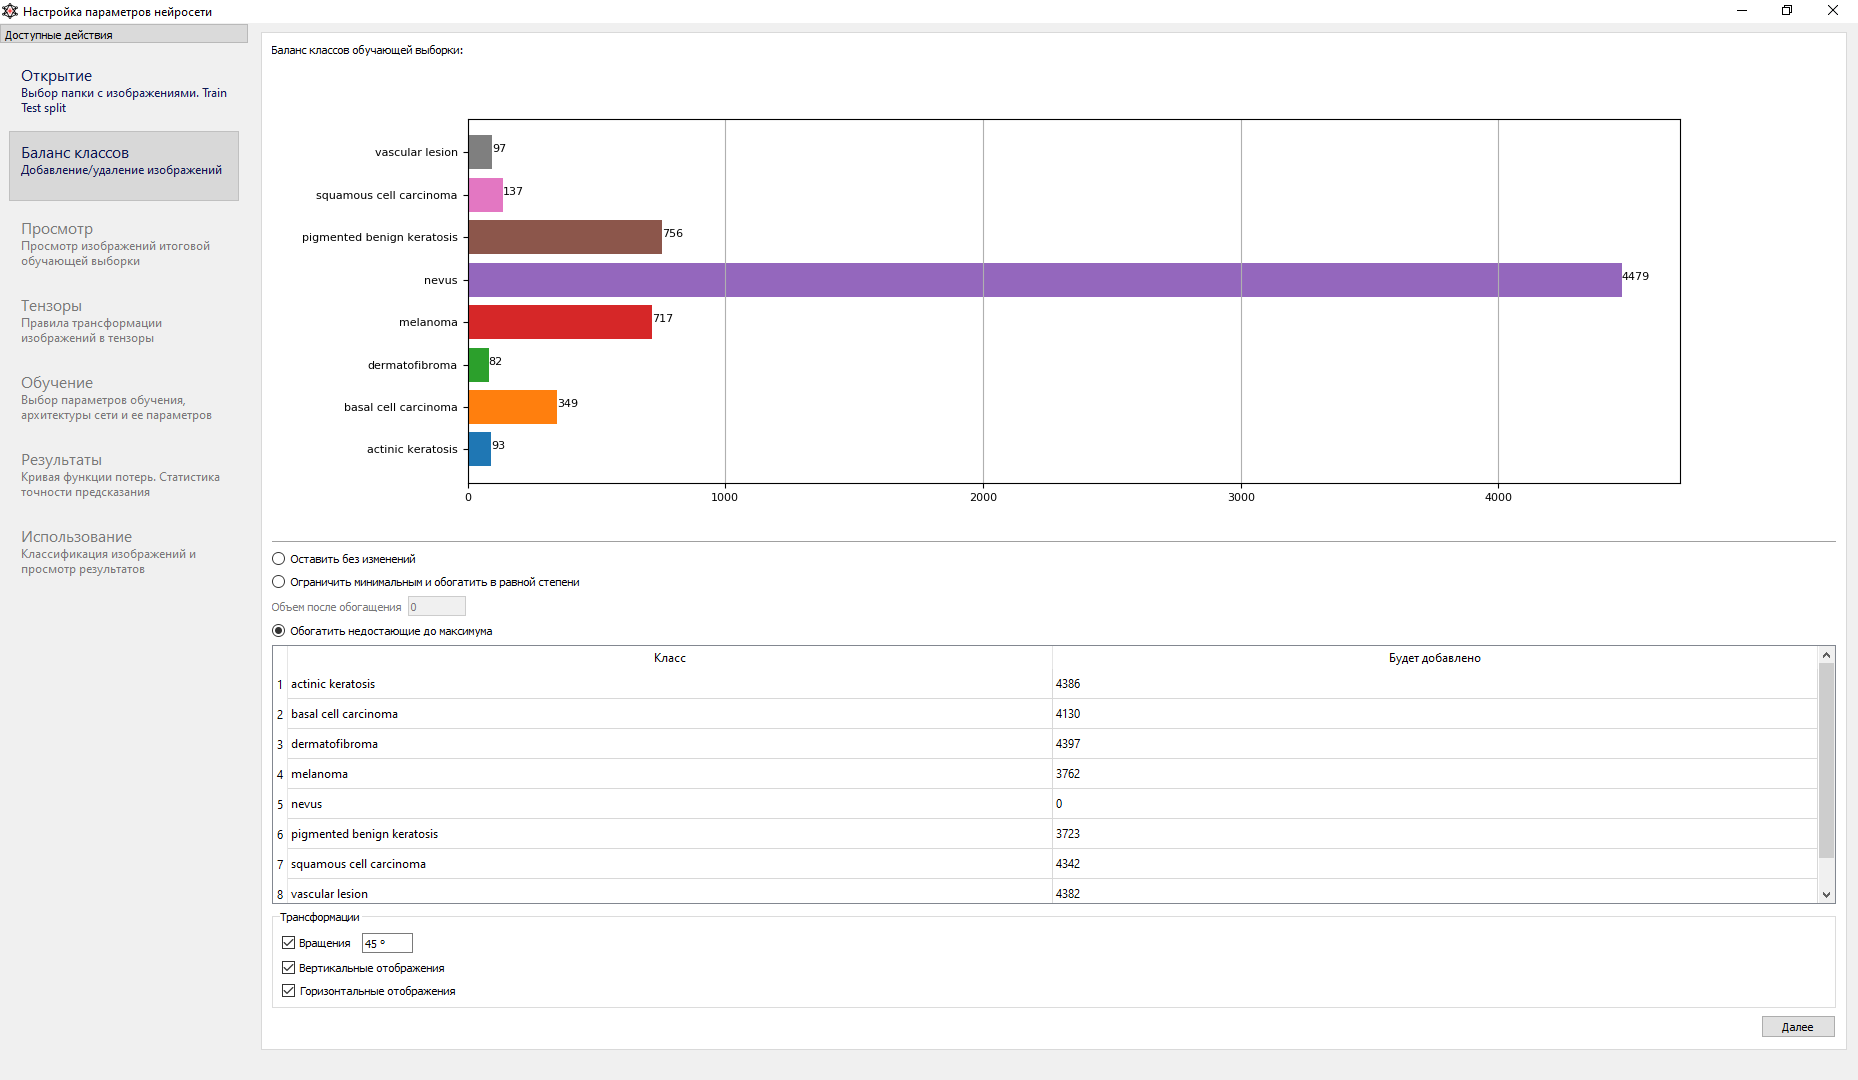 Настройка параметров нейросети
Доступные действия
Открытие
Выбор папки с изображениями. Train
Test split
Баланс классов
Добавление/удаление изображений
Просмотр
Просмотр изображений итоговой
обучающей выборки
Тензоры
Правила трансформации
изображений в тензоры
Обучение
Выбор параметров обучения,
архитектуры сети и ее параметров
Результаты
Кривая функции потерь. Статистика
точности предсказания
Использование
Классификация изображений и
просмотр результатов
Баланс классов обучающей выборки:
vascular lesion 97
squamous cell carcinoma 137
pigmented benign keratosis 756
nevus 4479
melanoma 717
dermatofibroma 82
basal cell carcinoma 349
actinic keratosis 93
0 1000 2000 3000 4000
Оставить без изменений
Ограничить минимальным и обогатить в равной степени
Объем после обогащения 0
Обогатить недостающие до максимума
Класс Будет добавлено
1 actinic keratosis 4386
2 basal cell carcinoma 4130
3 dermatofibroma 4397
4 melanoma 3762
5 nevus 0
6 pigmented benign keratosis 3723
7 squamous cell carcinoma 4342
8 vascular lesion 4382
Трансформации
Вращения 45 °
Вертикальные отображения
Горизонтальные отображения
Далее